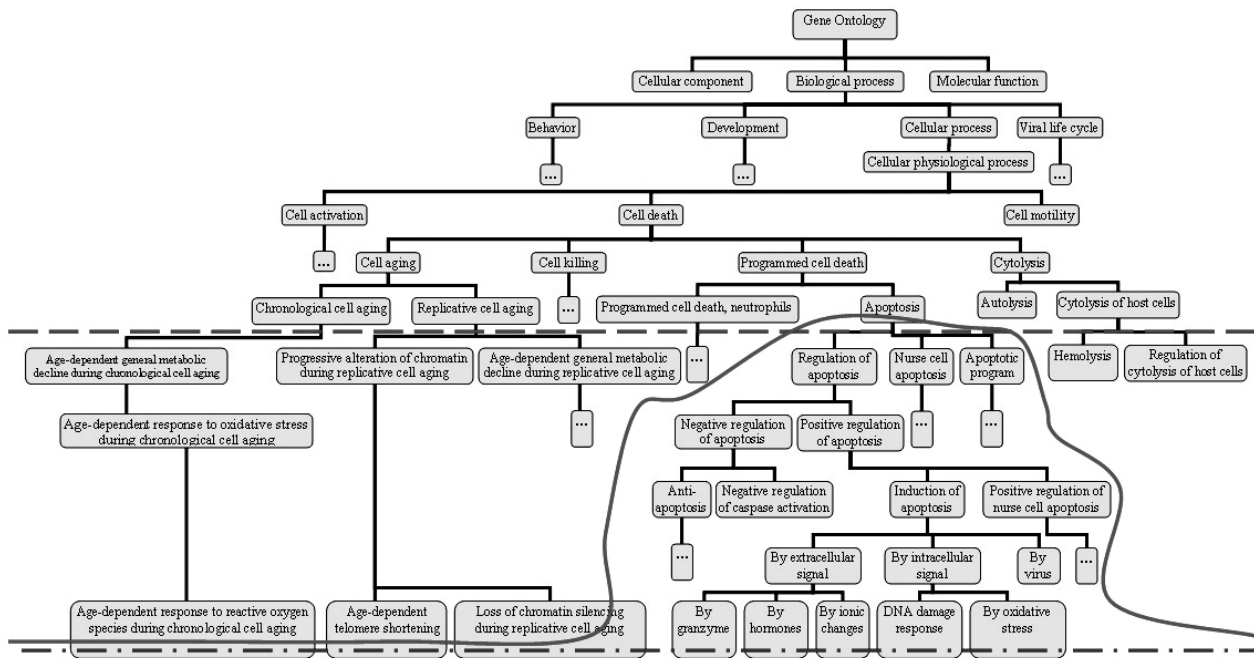 Gene Ontology
Cellular component
Biological process
Molecular function
Behavior
Development
Cellular process
Viral life cycle
...
...
Cellular physiological process
...
Cell activation
Cell death
Cell motility
...
Cell aging
Cell killing
Programmed cell death
Cytolysis
Chronological cell aging
Replicative cell aging
...
Programmed cell death, neutrophils
Apoptosis
Autolysis
Cytolysis of host cells
Age-dependent general metabolic
decline during chronological cell aging
Progressive alteration of chromatin
during replicative cell aging
Age-dependent general metabolic
decline during replicative cell aging
...
Regulation of
apoptosis
Nurse cell
apoptosis
Apoptotic
program
Hemolysis
Regulation of
cytolysis of host cells
Age-dependent response to oxidative stress
during chronological cell aging
...
Negative regulation
of apoptosis
Positive regulation
of apoptosis
...
...
Anti-
apoptosis
Negative regulation
of caspase activation
Induction of
apoptosis
Positive regulation of
nurse cell apoptosis
...
By extracellular
signal
By intracellular
signal
By
virus
...
Age-dependent response to reactive oxygen
species during chronological cell aging
Age-dependent
telomere shortening
Loss of chromatin silencing
during replicative cell aging
By
granzyme
By
hormones
By ionic
changes
DNA damage
response
By oxidative
stress